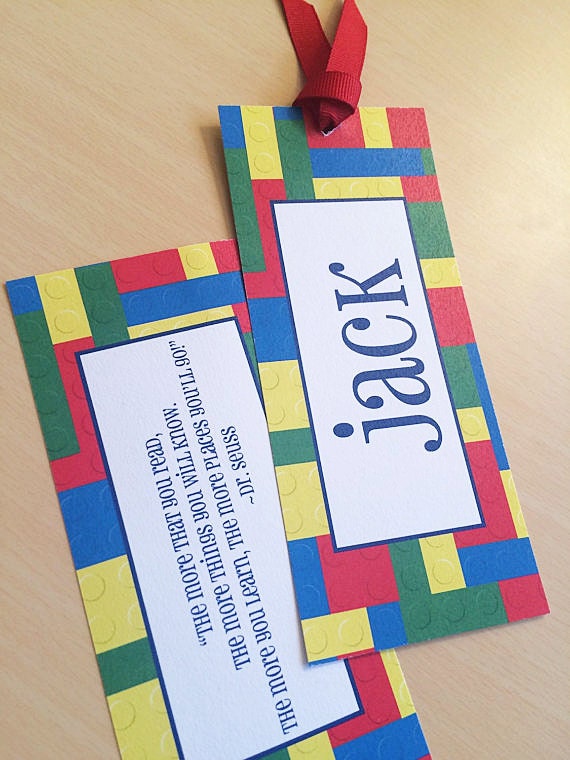 jack
"The more that you read,
The more things you will know.
The more you learn, the more places you'll go!"
~Dr. Seuss